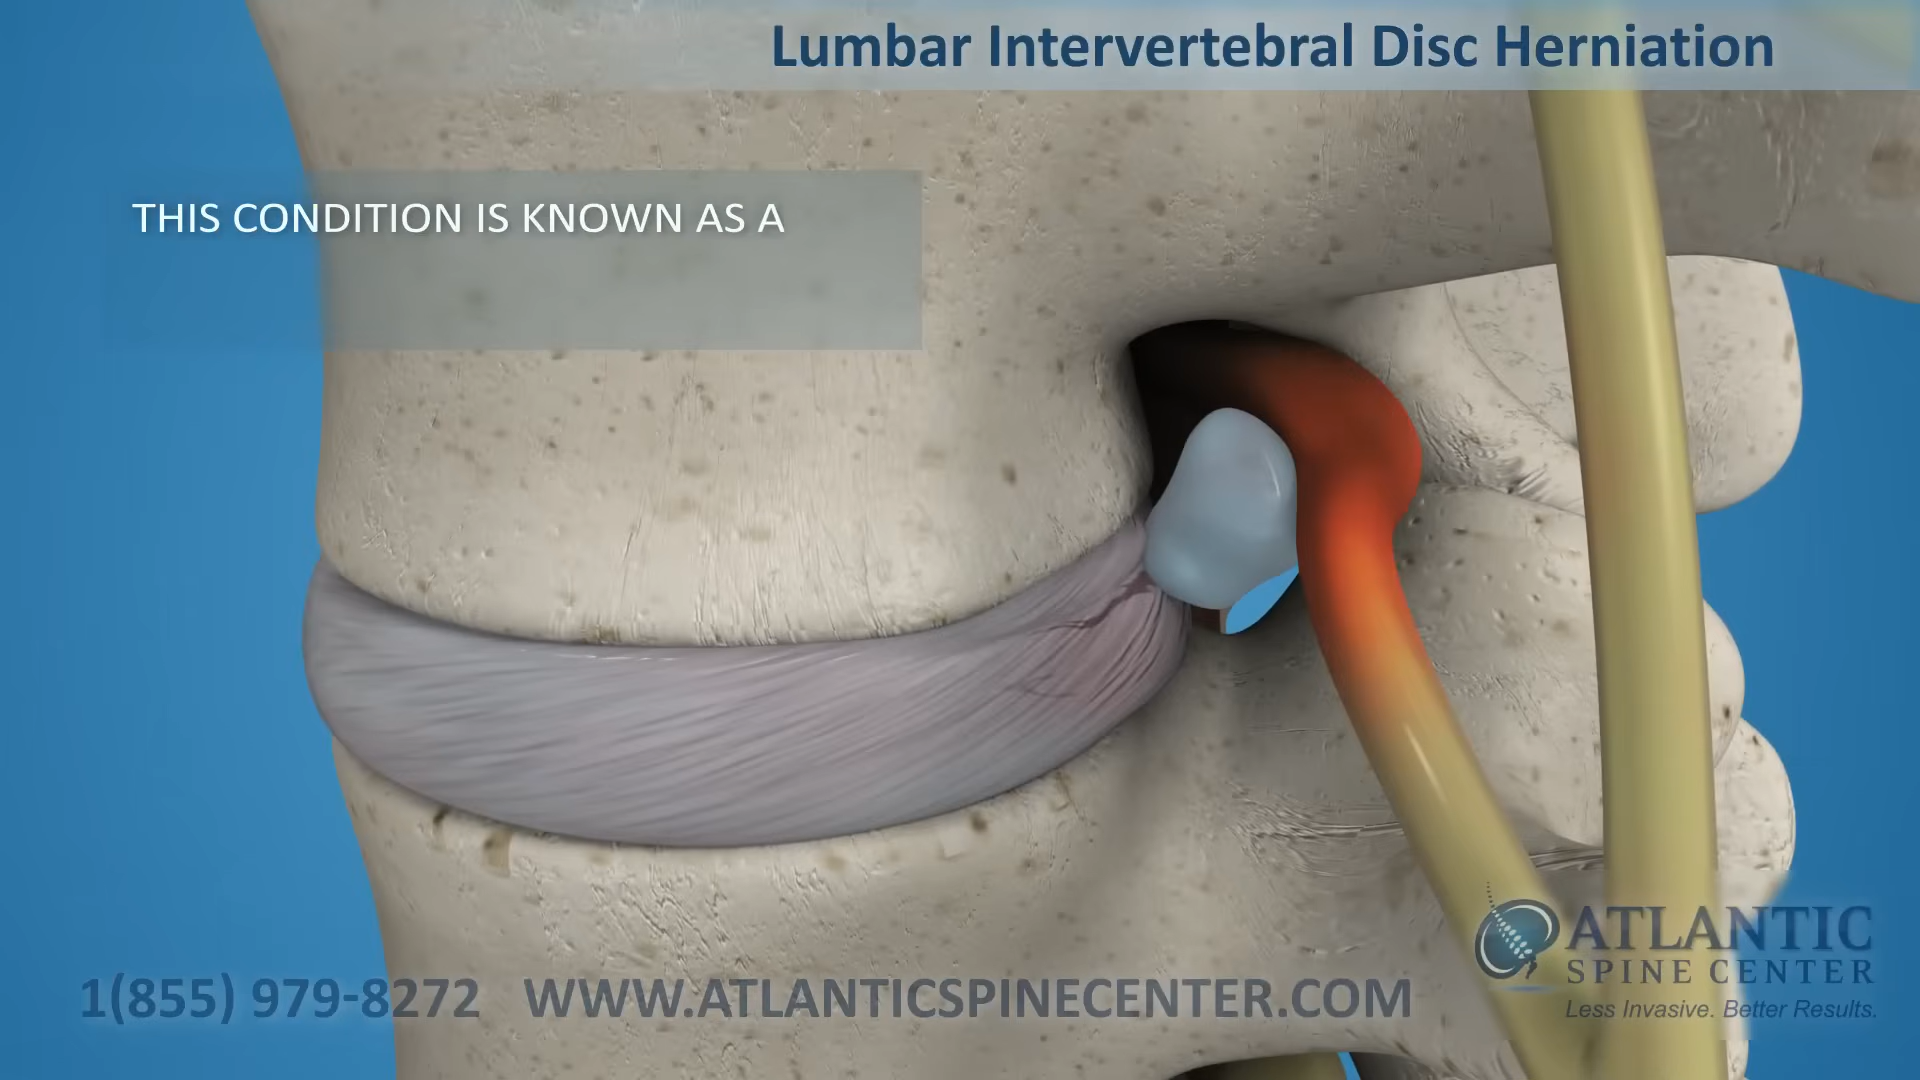 Lumbar Intervertebral Disc Herniation
THIS CONDITION IS KNOWN AS A
ATLANTIC
SPINE CENTER
Less Invasive. Better Results.
1(855) 979-8272 WWW.ATLANTICSPINECENTER.COM